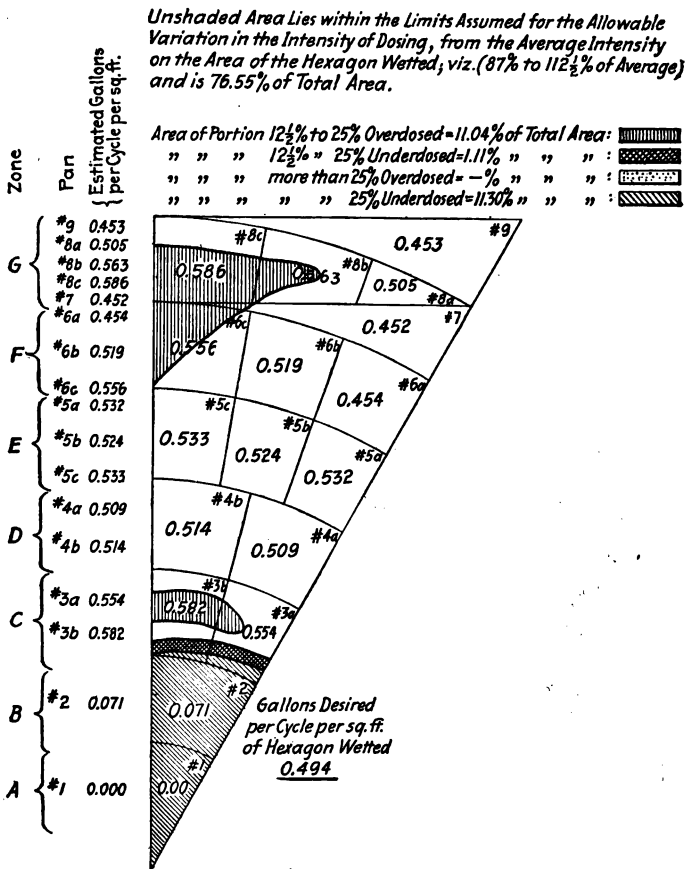 Unshaded Area Lies within the Limits Assumed for the Allowable
Variation in the Intensity of Dosing, from the Average Intensity
on the Area of the Hexagon Wetted; viz. (87% to 112½% of Average)
and is 76.55% of Total Area.
Area of Portion 12½% to 25% Overdosed = 11.04% of Total Area:
„ „ „ 12½% „ 25% Underdosed = 1.11% „ „ „ :
„ „ „ more than 25% Overdosed = —% „ „ „ :
„ „ „ „ „ 25% Underdosed = 11.30% „ „ „ :
Zone
Pan
Estimated Gallons
per Cycle per sq. ft.
G
#9 0.453
#8a 0.505
#8b 0.563
#8c 0.586
#7 0.452
F
#6a 0.454
#6b 0.519
#6c 0.556
E
#5a 0.532
#5b 0.524
#5c 0.533
D
#4a 0.509
#4b 0.514
C
#3a 0.554
#3b 0.582
B
#2 0.071
A
#1 0.000
#8c 0.453 #9
0.586 0.563 #8b 0.505 #8a
#6c 0.452 #7
0.556 0.519 #6b 0.454 #6a
0.533 #5c 0.524 #5b 0.532 #5a
0.514 #4b 0.509 #4a
0.582 #3b 0.554 #3a
0.071 #2
0.00 #1
Gallons Desired
per Cycle per sq. ft.
of Hexagon Wetted
0.494